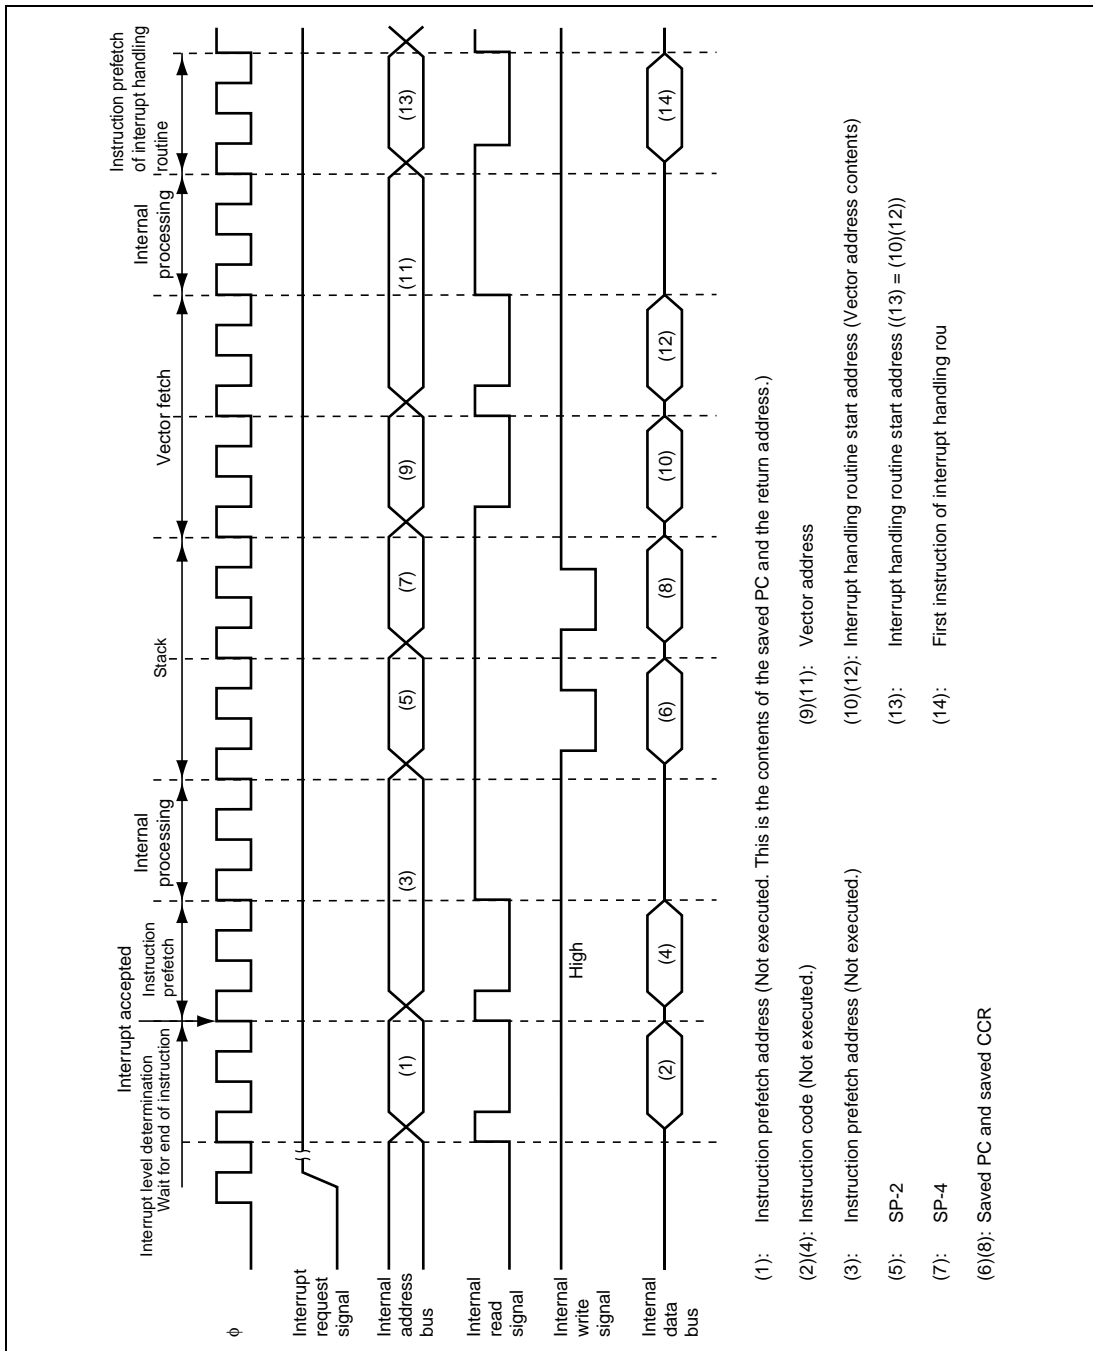 Interrupt accepted
Interrupt level determination
Wait for end of instruction
Instruction
prefetch
Internal
processing
Stack
Vector fetch
Internal
processing
Instruction prefetch
of interrupt handling
routine
φ
Interrupt
request
signal
Internal
address
bus
(1)
(3)
(5)
(7)
(9)
(11)
(13)
Internal
read
signal
Internal
write
signal
High
Internal
data
bus
(2)
(4)
(6)
(8)
(10)
(12)
(14)
(1): Instruction prefetch address (Not executed. This is the contents of the saved PC and the return address.)
(2)(4): Instruction code (Not executed.)
(3): Instruction prefetch address (Not executed.)
(5): SP-2
(7): SP-4
(6)(8): Saved PC and saved CCR
(9)(11): Vector address
(10)(12): Interrupt handling routine start address (Vector address contents)
(13): Interrupt handling routine start address ((13) = (10)(12))
(14): First instruction of interrupt handling rou